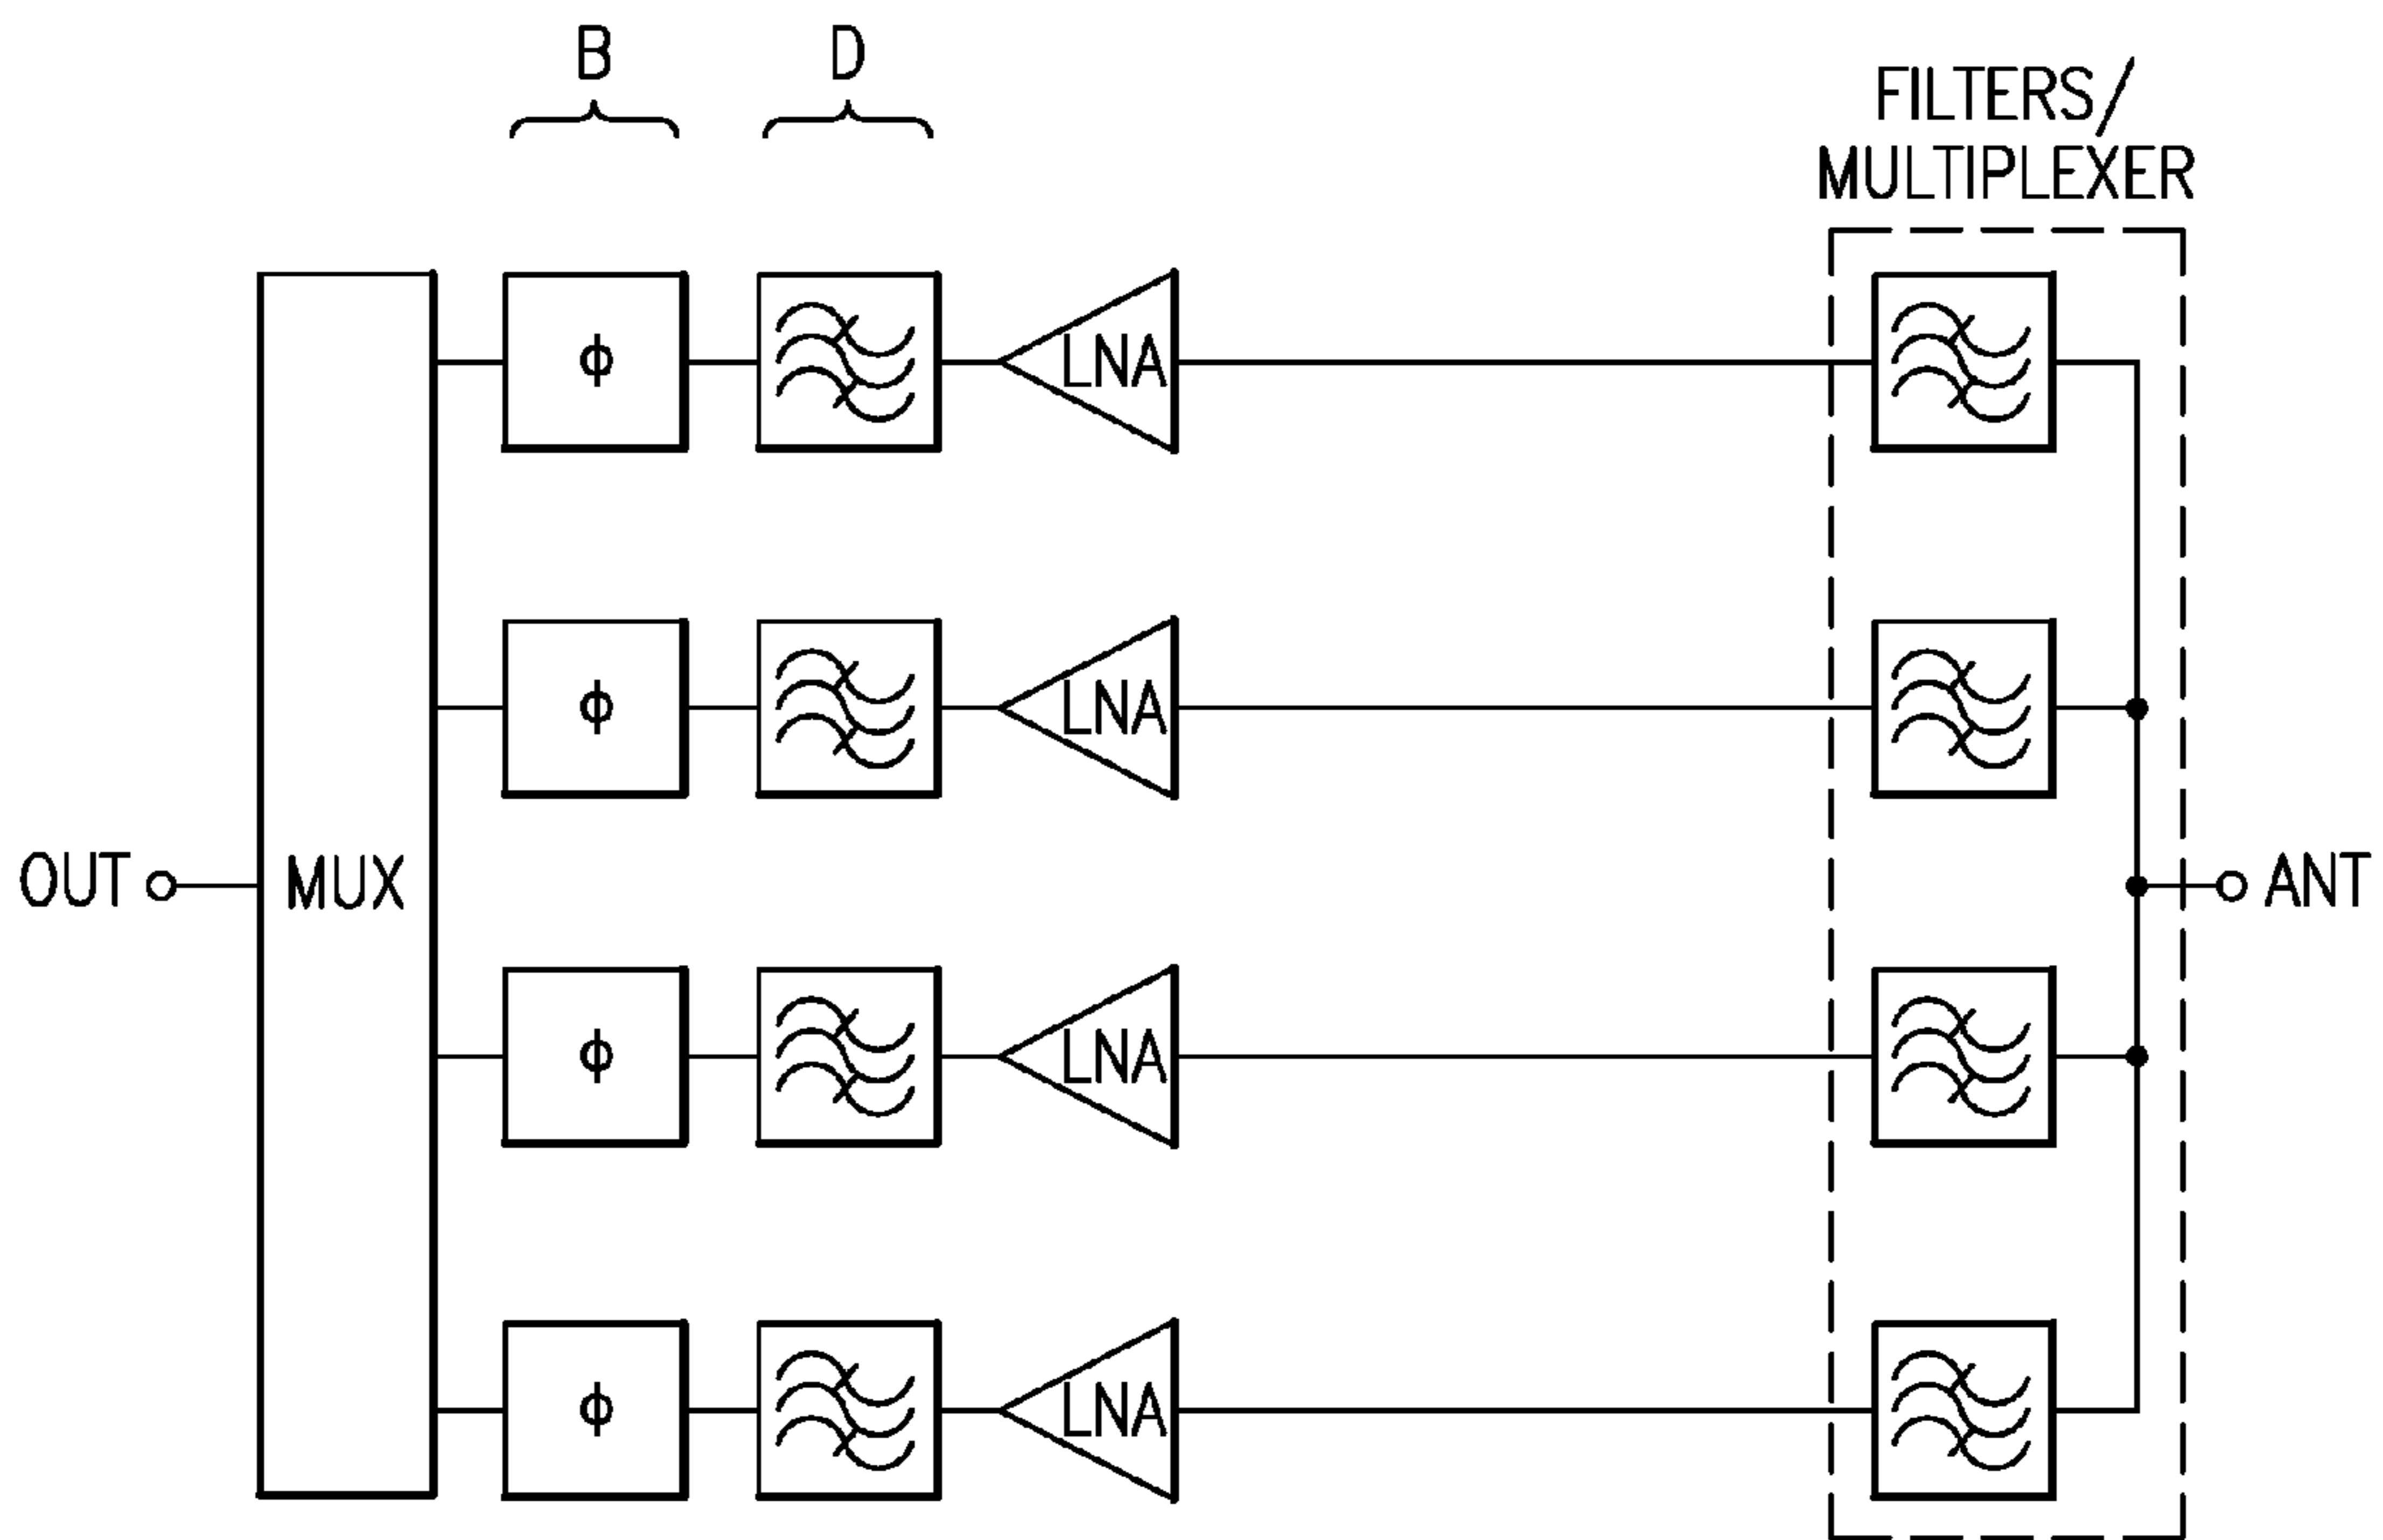 B
D
FILTERS/
MULTIPLEXER
ϕ
LNA
ϕ
LNA
OUT
MUX
ANT
ϕ
LNA
ϕ
LNA